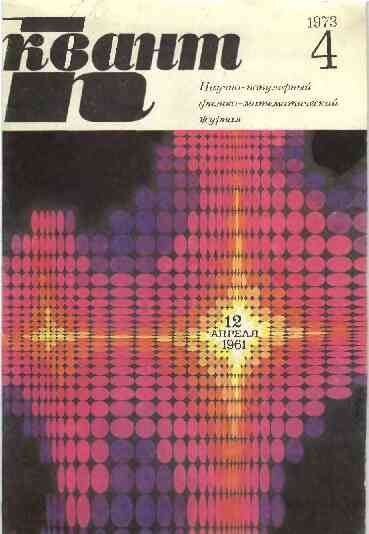 квант
1973
4
Научно-популярный
физико-математический
журнал
12
АПРЕЛЯ
1961